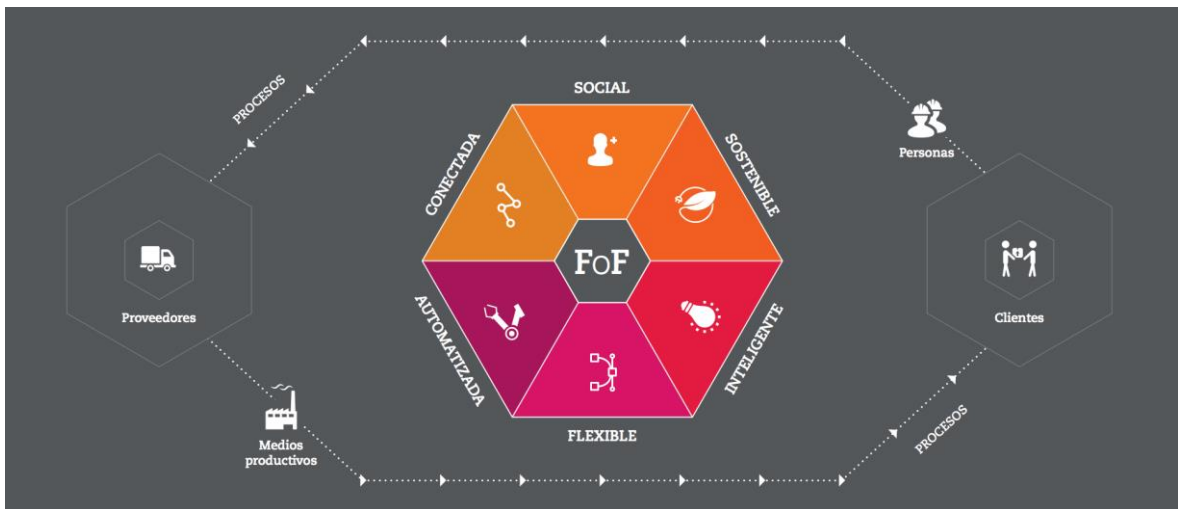 SOCIAL
PROCESOS
CONECTADA
SOSTENIBLE
Personas
FoF
Proveedores
Clientes
AUTOMATIZADA
INTELIGENTE
FLEXIBLE
PROCESOS
Medios
productivos